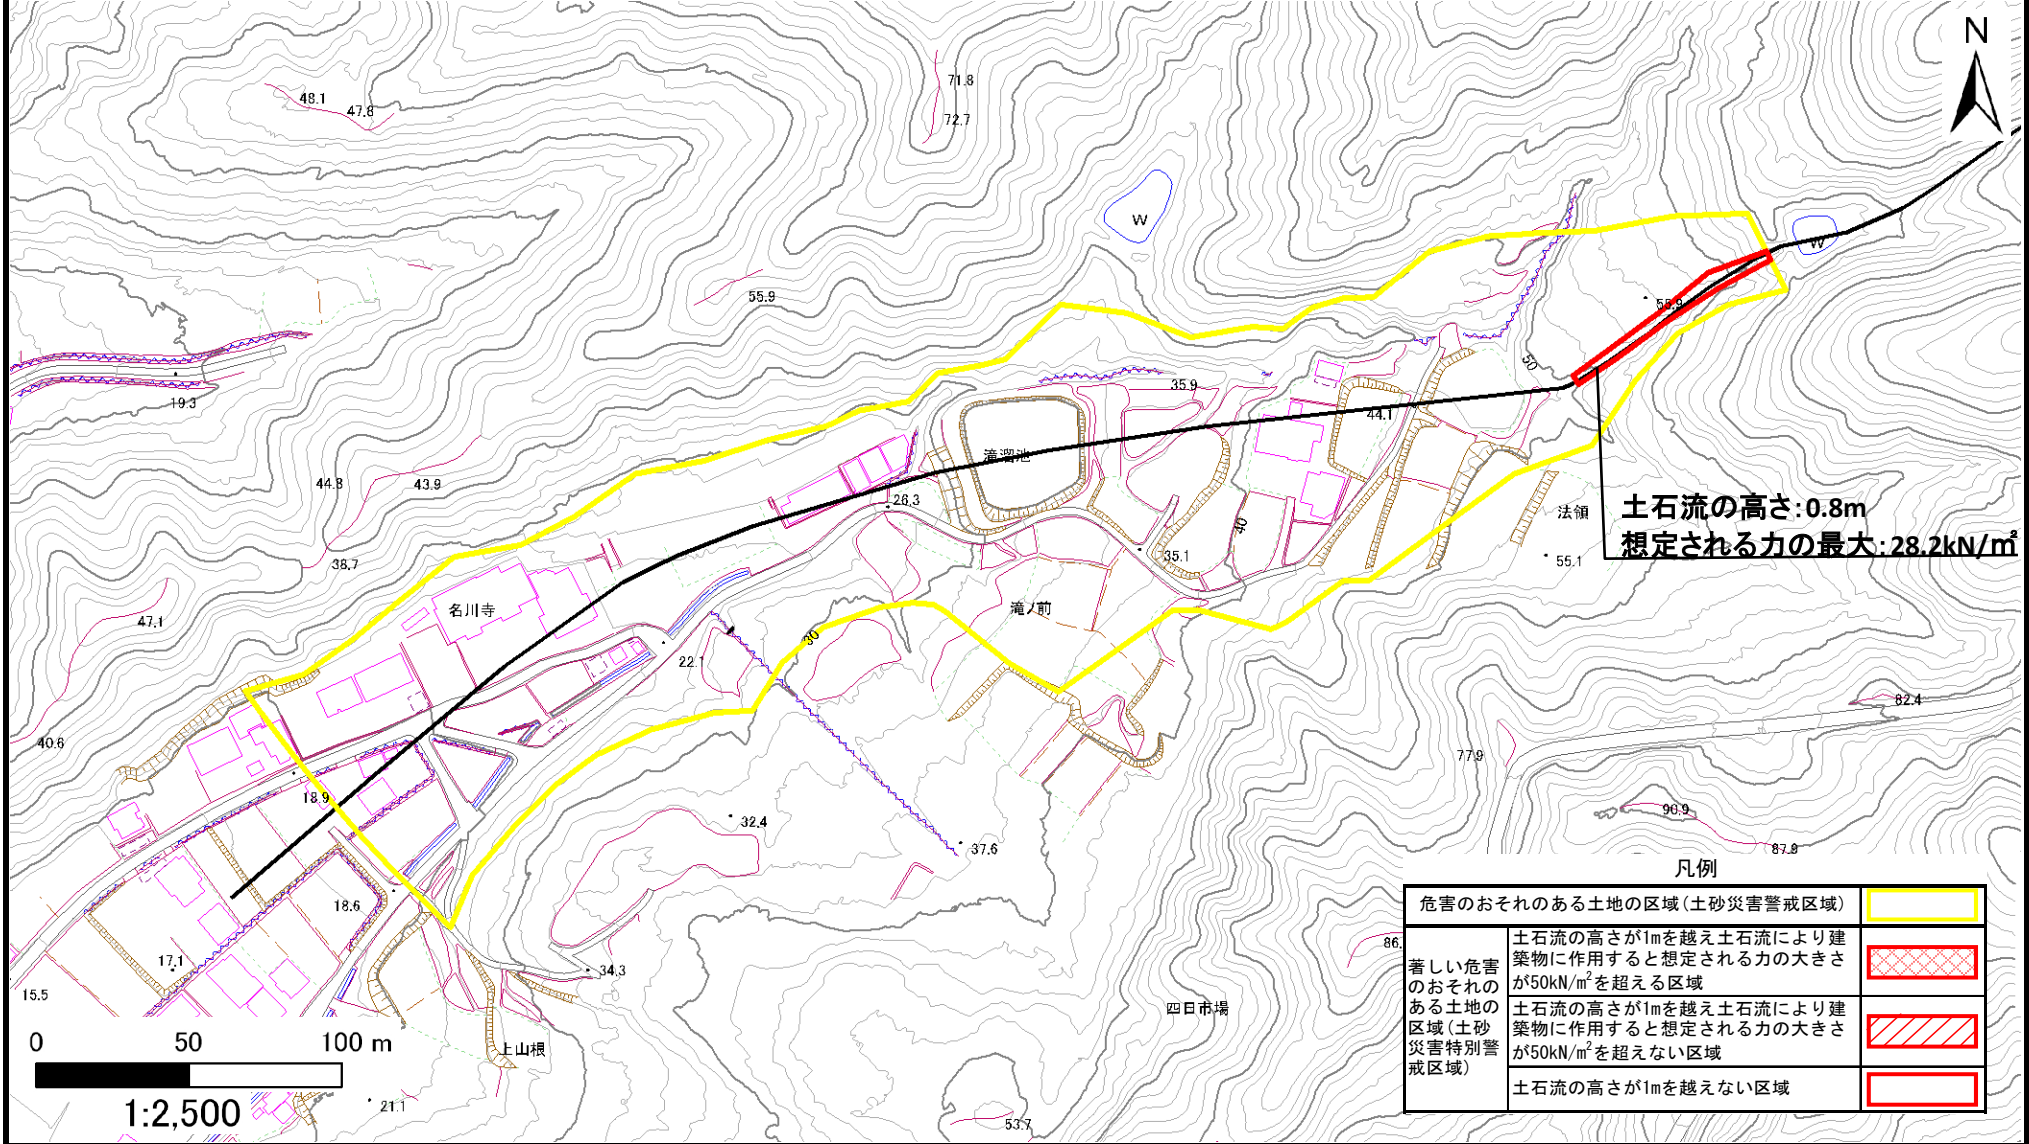 N
48.1
47.8
71.8
72.7
W
W
55.9
55.9
19.3
50
35.9
44.1
滝溜池
44.8
43.9
26.3
40
法領
土石流の高さ:0.8m
想定される力の最大:28.2kN/㎡
35.1
55.1
38.7
名川寺
滝ノ前
47.1
30
22.1
82.4
40.6
77.9
18.9
32.4
90.9
37.6
87.9
18.6
17.1
86.
34.3
15.5
四日市場
上山根
21.1
53.7
0 50 100 m
1:2,500
凡例
危害のおそれのある土地の区域(土砂災害警戒区域)
著しい危害
のおそれの
ある土地の
区域(土砂
災害特別警
戒区域)
土石流の高さが1mを越え土石流により建
築物に作用すると想定される力の大きさ
が50kN/m²を超える区域
土石流の高さが1mを越え土石流により建
築物に作用すると想定される力の大きさ
が50kN/m²を超えない区域
土石流の高さが1mを越えない区域